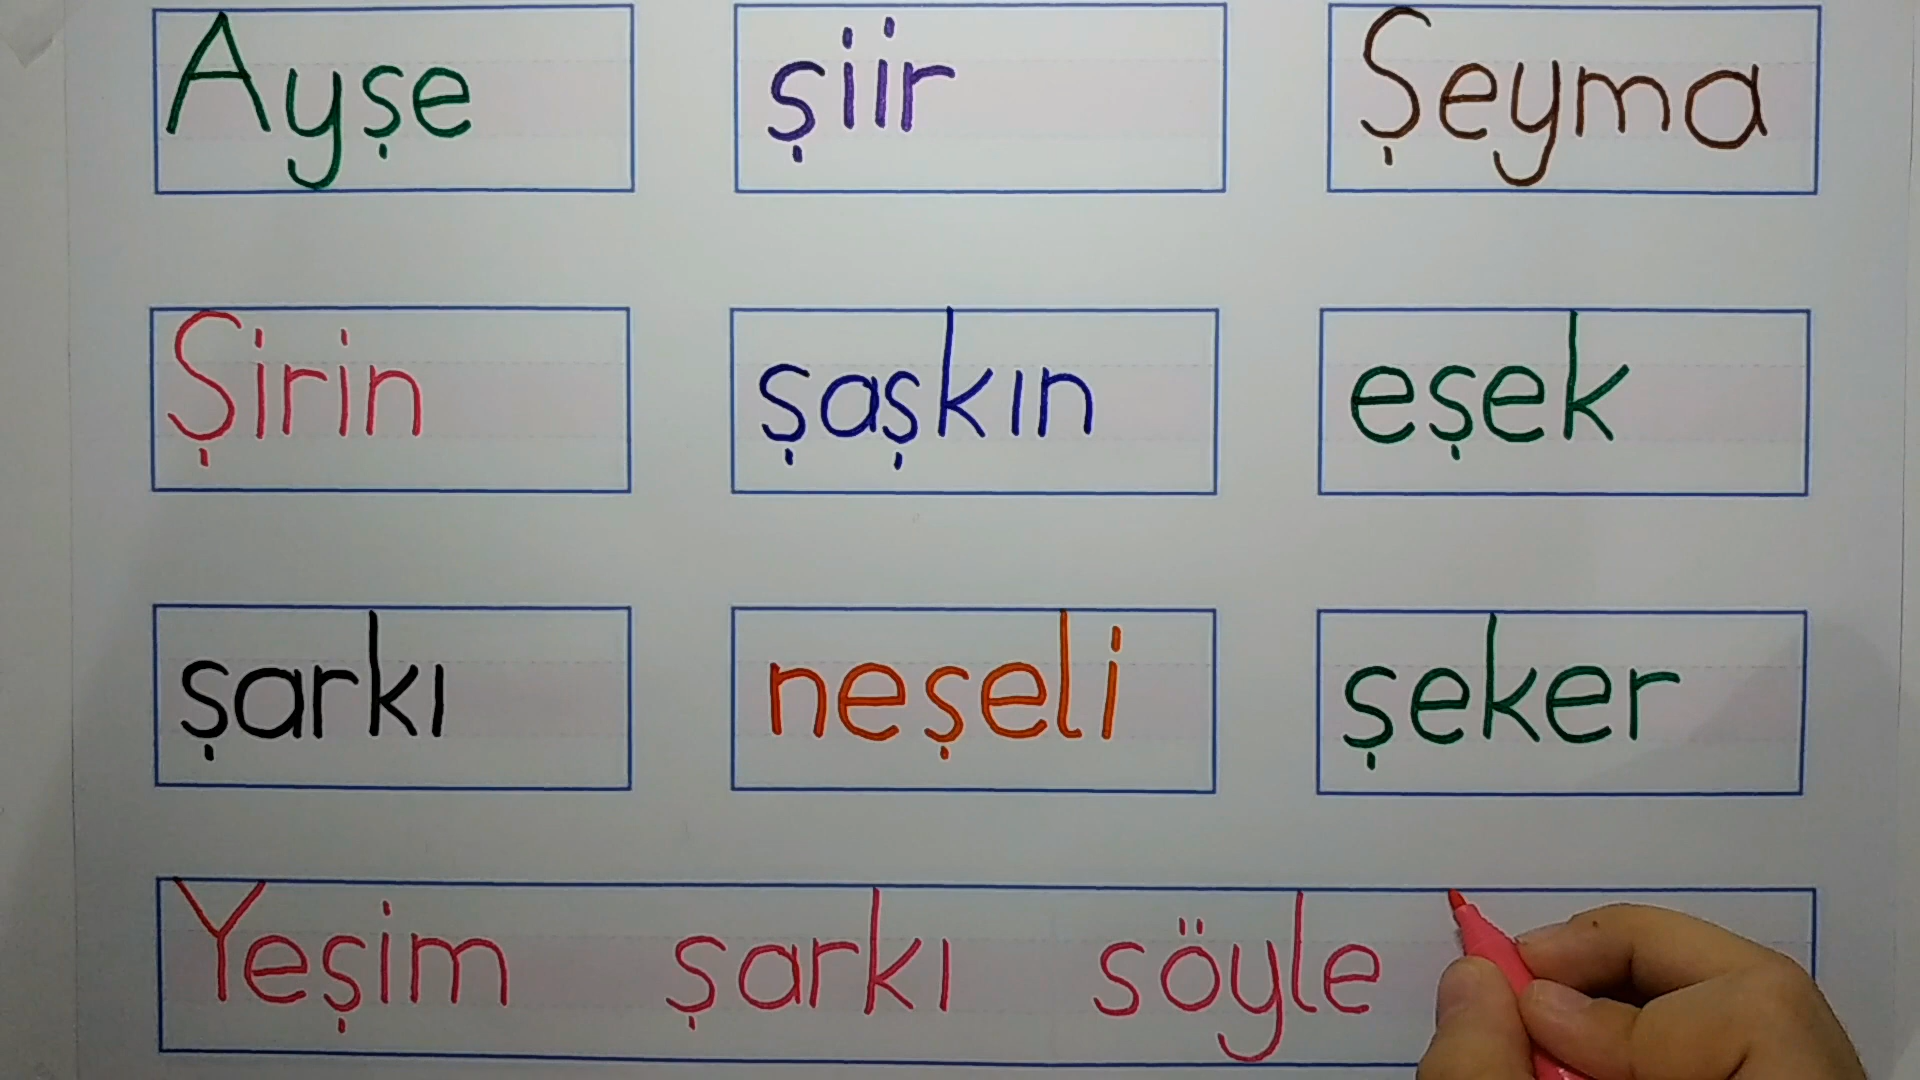 Ayşe şiir Şeyma
Şirin şaşkın eşek
şarkı neşeli şeker
Yeşim şarkı söyle